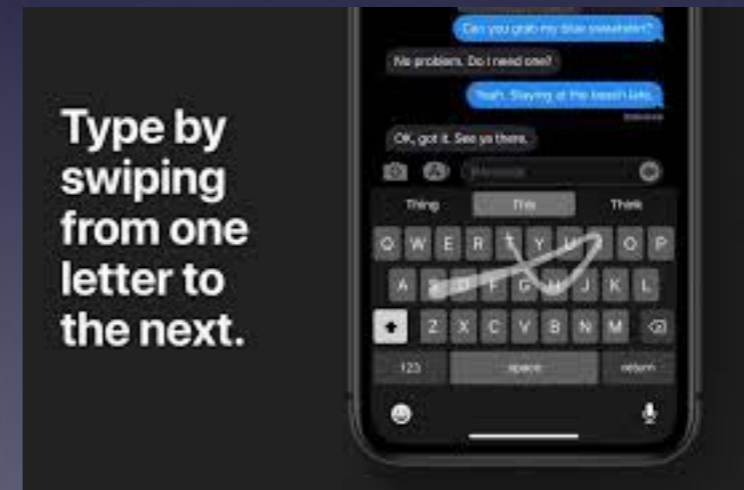 Type by
swiping
from one
letter to
the next.
Can you grab my blue sweatshirt?
No problem. Do I need one?
Yeah. Staying at the beach late.
OK, got it. See ya there.
Thing This Think
Q W E R T Y U O P
A S D F G H J K L
Z X C V B N M
123 space return